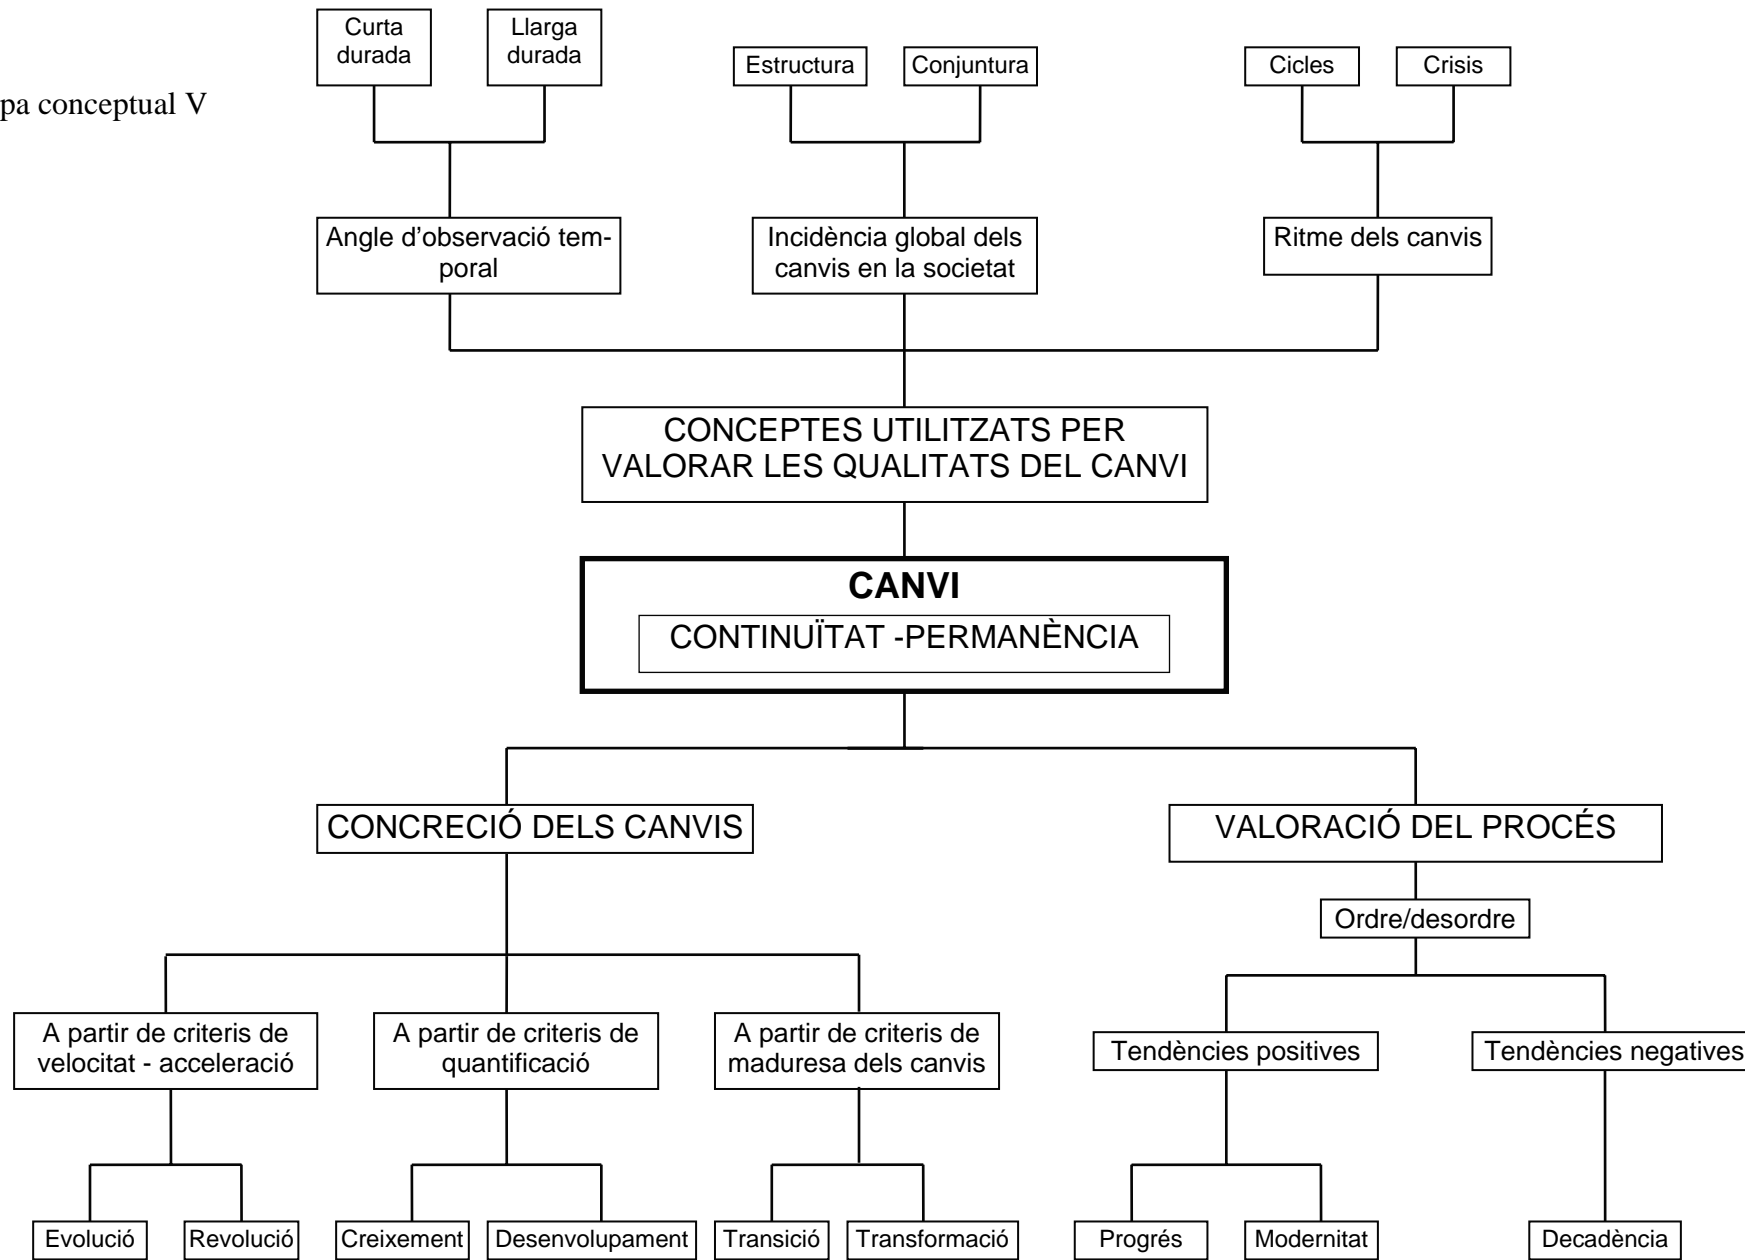 Curta
durada
Llarga
durada
Estructura
Conjuntura
Cicles
Crisis
pa conceptual V
Angle d’observació tem-
poral
Incidència global dels
canvis en la societat
Ritme dels canvis
CONCEPTES UTILITZATS PER
VALORAR LES QUALITATS DEL CANVI
CANVI
CONTINUÏTAT -PERMANÈNCIA
CONCRECIÓ DELS CANVIS
VALORACIÓ DEL PROCÉS
Ordre/desordre
A partir de criteris de
velocitat - acceleració
A partir de criteris de
quantificació
A partir de criteris de
maduresa dels canvis
Tendències positives
Tendències negatives
Evolució
Revolució
Creixement
Desenvolupament
Transició
Transformació
Progrés
Modernitat
Decadència